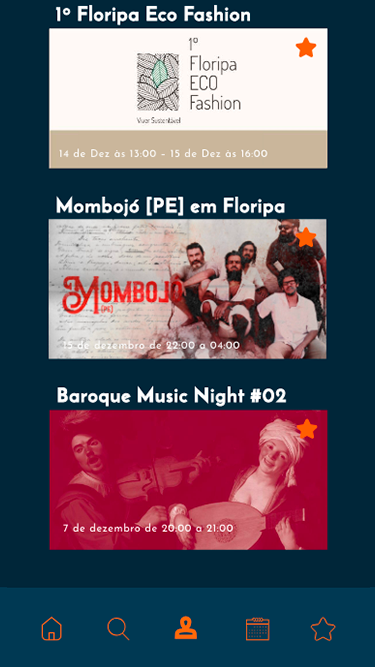 1º Floripa Eco Fashion
1º
Floripa
ECO
Fashion
Viver Sustentável
14 de Dez às 13:00 – 15 de Dez às 16:00
Mombojó [PE] em Floripa
MOMBOJÓ
[PE]
15 de dezembro de 22:00 a 04:00
Baroque Music Night #02
7 de dezembro de 20:00 a 21:00